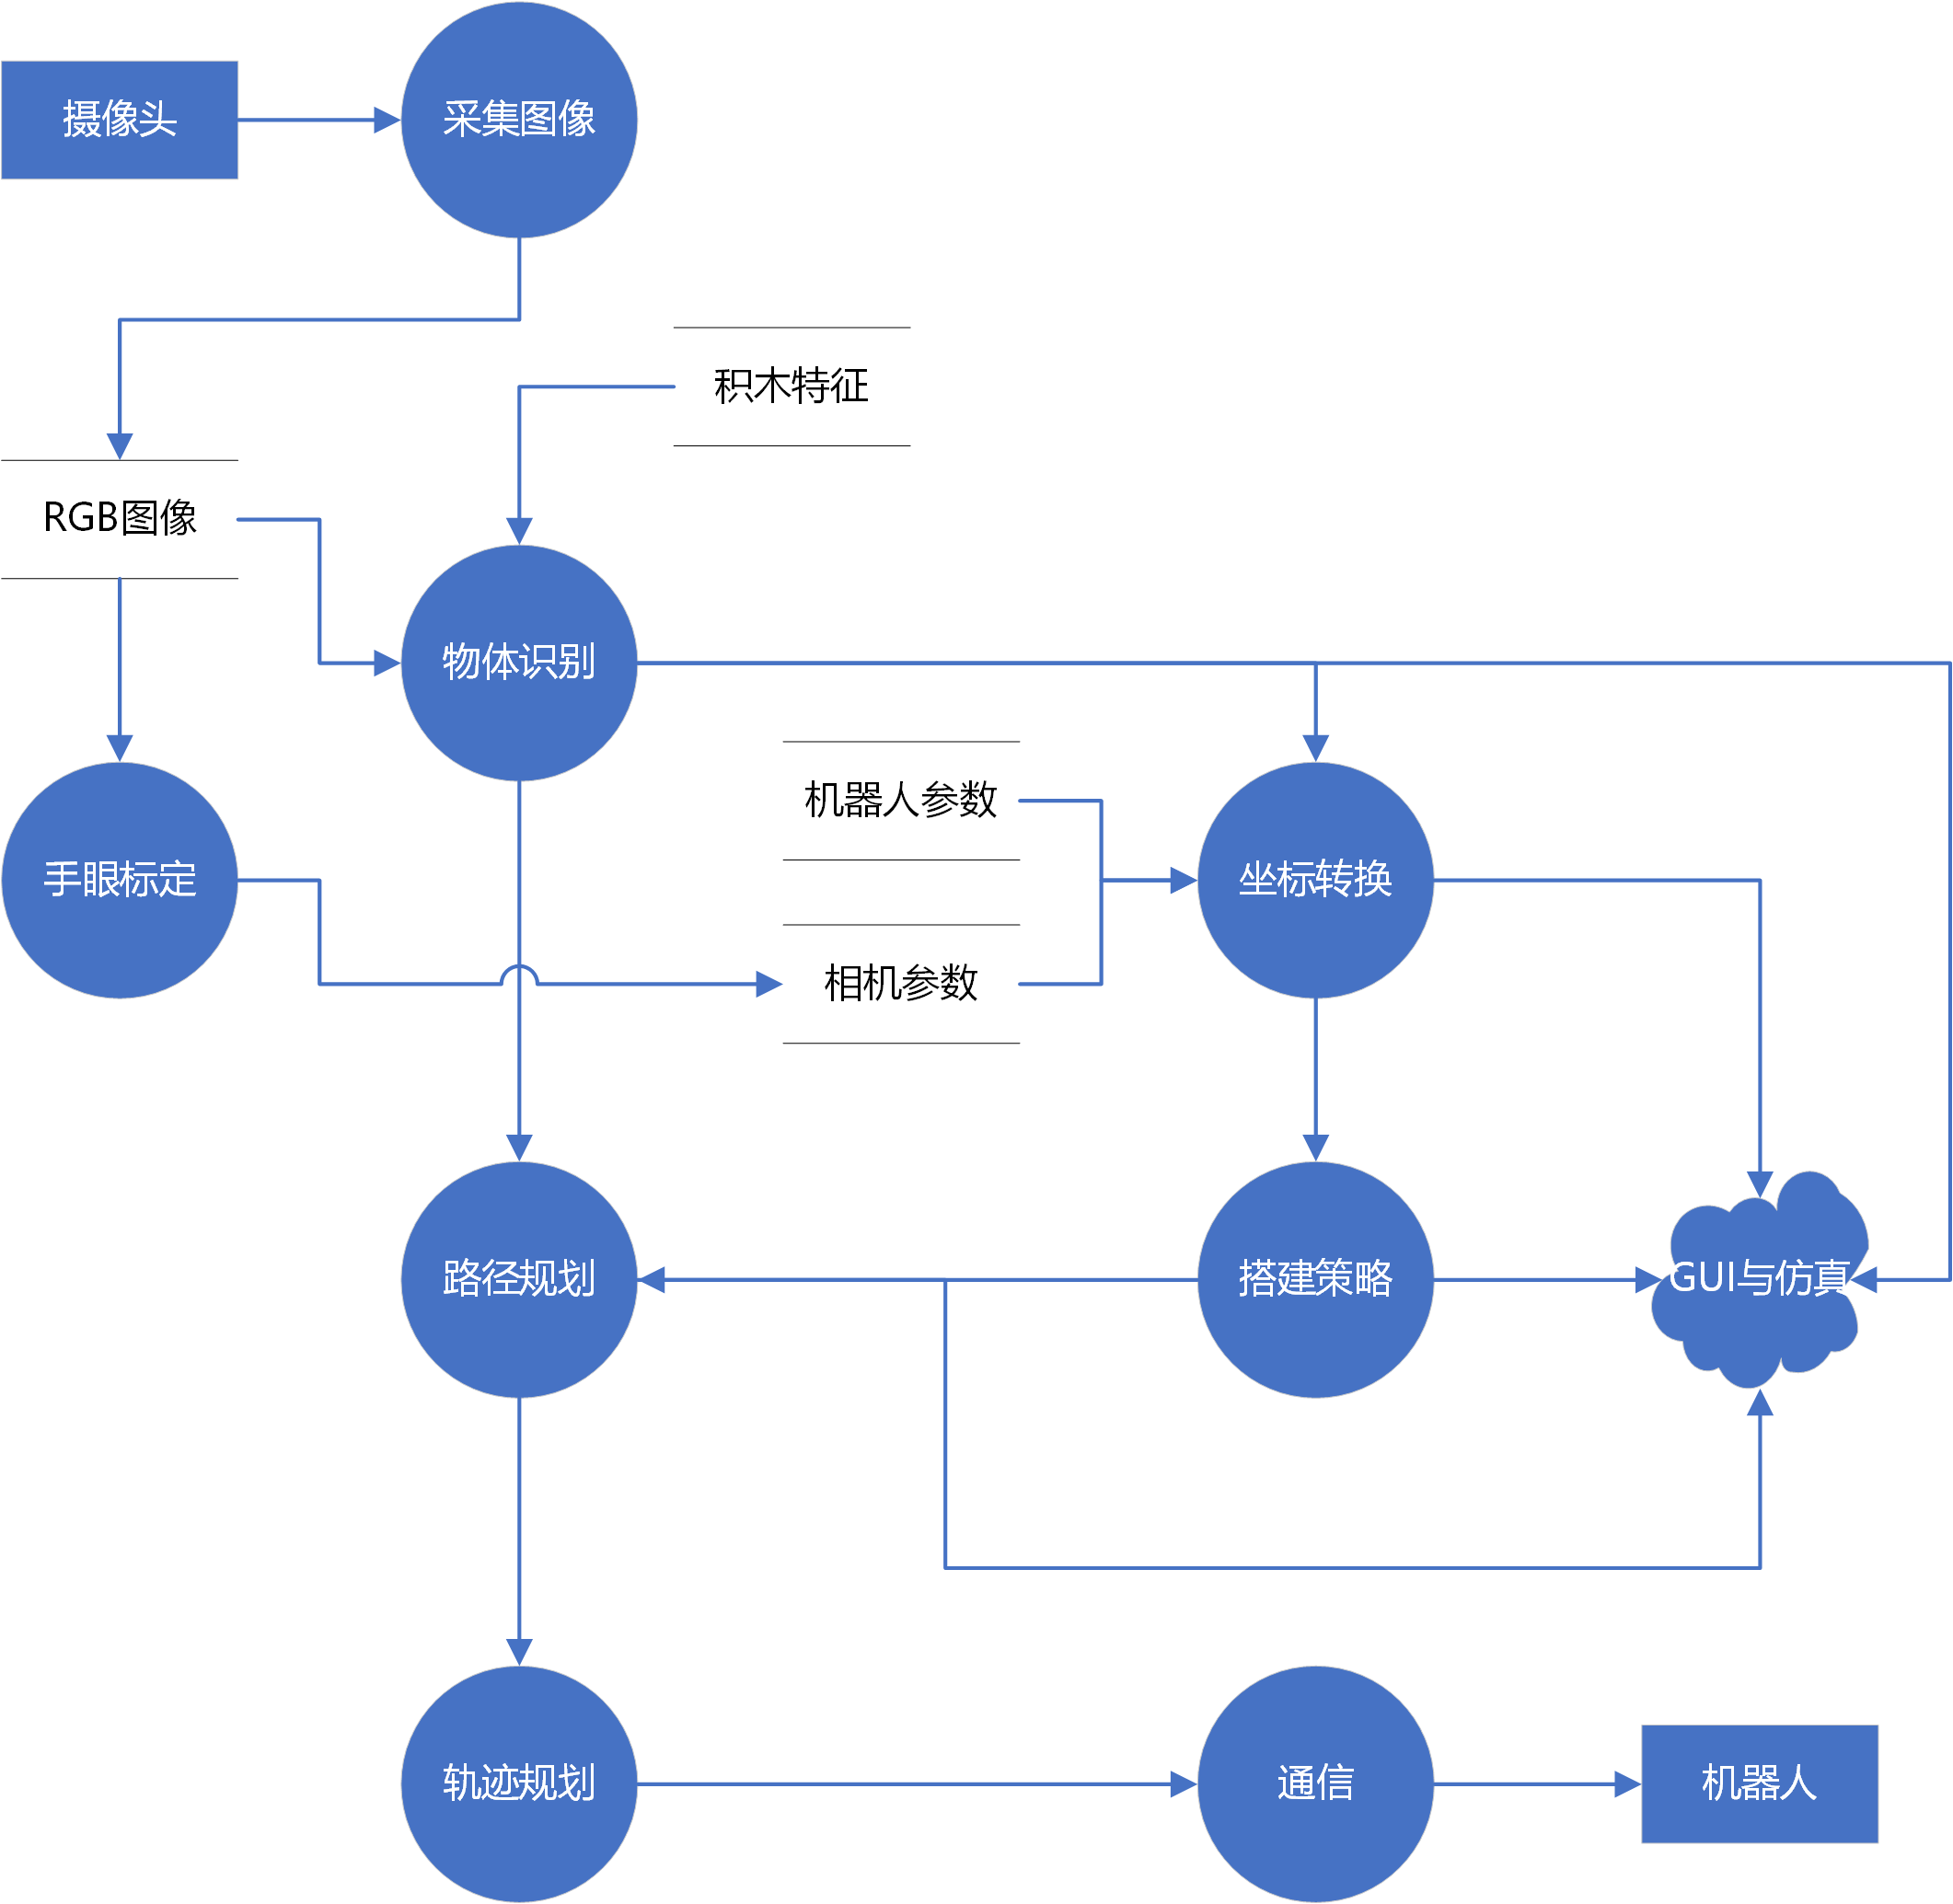 摄像头
采集图像
积木特征
RGB图像
物体识别
机器人参数
手眼标定
坐标转换
相机参数
路径规划
搭建策略
GUI与仿真
轨迹规划
通信
机器人